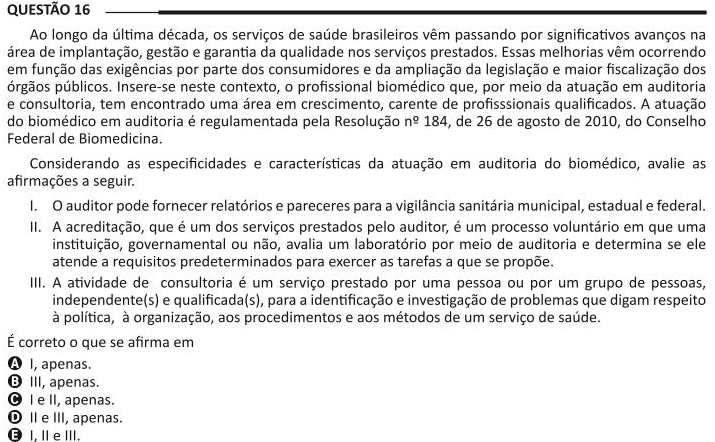 QUESTÃO 16
Ao longo da última década, os serviços de saúde brasileiros vêm passando por significativos avanços na
área de implantação, gestão e garantia da qualidade nos serviços prestados. Essas melhorias vêm ocorrendo
em função das exigências por parte dos consumidores e da ampliação da legislação e maior fiscalização dos
órgãos públicos. Insere-se neste contexto, o profissional biomédico que, por meio da atuação em auditoria
e consultoria, tem encontrado uma área em crescimento, carente de profisssionais qualificados. A atuação
do biomédico em auditoria é regulamentada pela Resolução nº 184, de 26 de agosto de 2010, do Conselho
Federal de Biomedicina.
Considerando as especificidades e características da atuação em auditoria do biomédico, avalie as
afirmações a seguir.
I. O auditor pode fornecer relatórios e pareceres para a vigilância sanitária municipal, estadual e federal.
II. A acreditação, que é um dos serviços prestados pelo auditor, é um processo voluntário em que uma
instituição, governamental ou não, avalia um laboratório por meio de auditoria e determina se ele
atende a requisitos predeterminados para exercer as tarefas a que se propõe.
III. A atividade de consultoria é um serviço prestado por uma pessoa ou por um grupo de pessoas,
independente(s) e qualificada(s), para a identificação e investigação de problemas que digam respeito
à política, à organização, aos procedimentos e aos métodos de um serviço de saúde.
É correto o que se afirma em
A I, apenas.
B III, apenas.
C I e II, apenas.
D II e III, apenas.
E I, II e III.